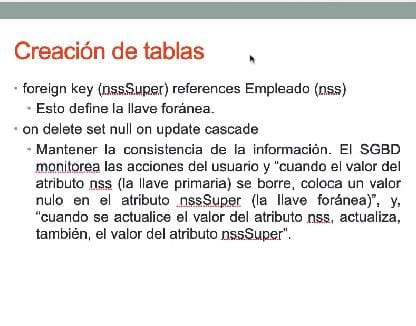 Creación de tablas
• foreign key (nssSuper) references Empleado (nss)
• Esto define la llave foránea.
• on delete set null on update cascade
• Mantener la consistencia de la información. El SGBD
monitorea las acciones del usuario y "cuando el valor del
atributo nss (la llave primaria) se borre, coloca un valor
nulo en el atributo nssSuper (la llave foránea)", y,
"cuando se actualice el valor del atributo nss, actualiza,
también, el valor del atributo nssSuper".